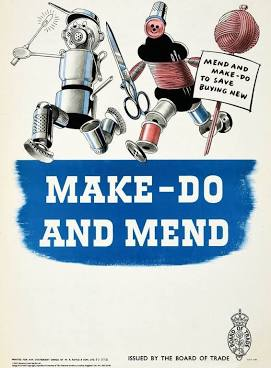 MEND AND
MAKE-DO
TO SAVE
BUYING NEW
MAKE-DO
AND MEND
ISSUED BY THE BOARD OF TRADE